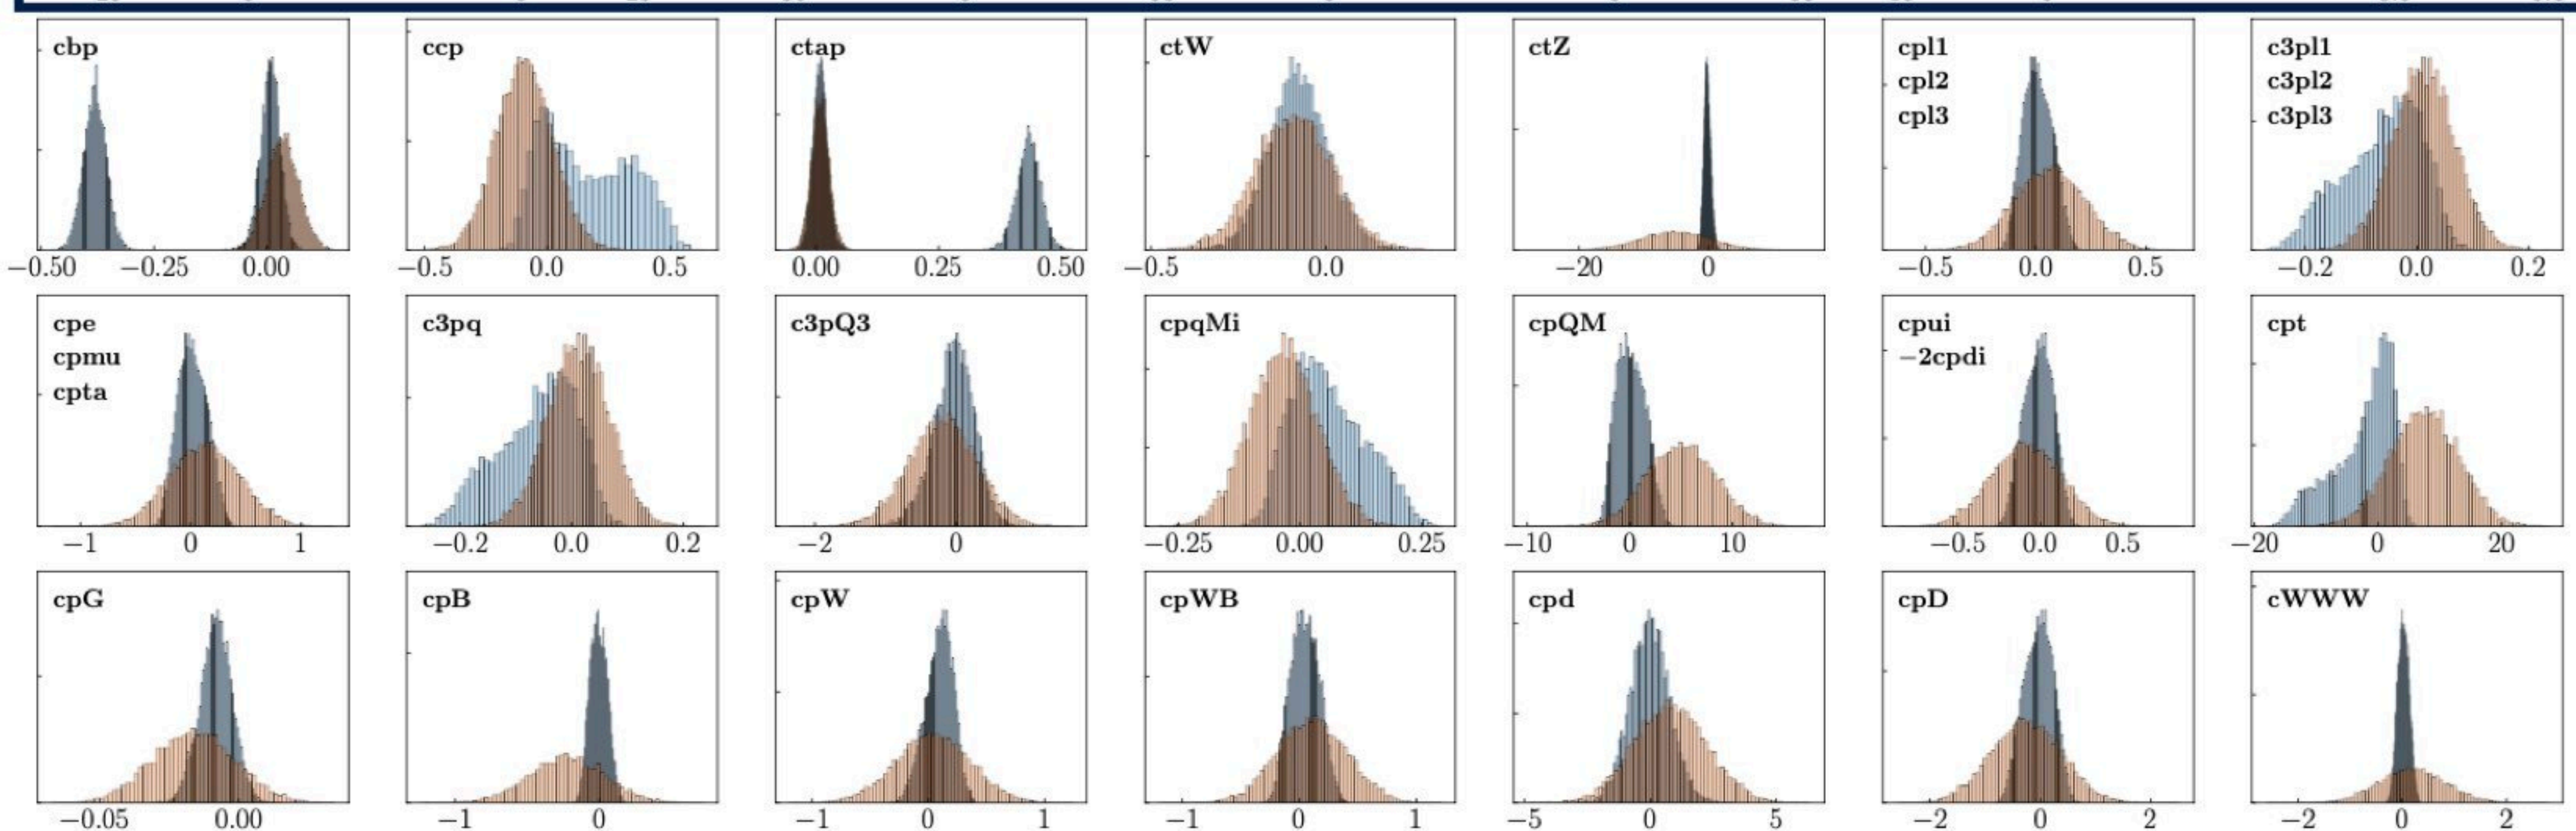 cbp
−0.50 −0.25 0.00
ccp
−0.5 0.0 0.5
ctap
0.00 0.25 0.50
ctW
−0.5 0.0
ctZ
−20 0
cpl1
cpl2
cpl3
−0.5 0.0 0.5
c3pl1
c3pl2
c3pl3
−0.2 0.0 0.2
cpe
cpmu
cpta
−1 0 1
c3pq
−0.2 0.0 0.2
c3pQ3
−2 0
cpqMi
−0.25 0.00 0.25
cpQM
−10 0 10
cpui
−2cpdi
−0.5 0.0 0.5
cpt
−20 0 20
cpG
−0.05 0.00
cpB
−1 0
cpW
−1 0 1
cpWB
−1 0 1
cpd
−5 0 5
cpD
−2 0 2
cWWW
−2 0 2